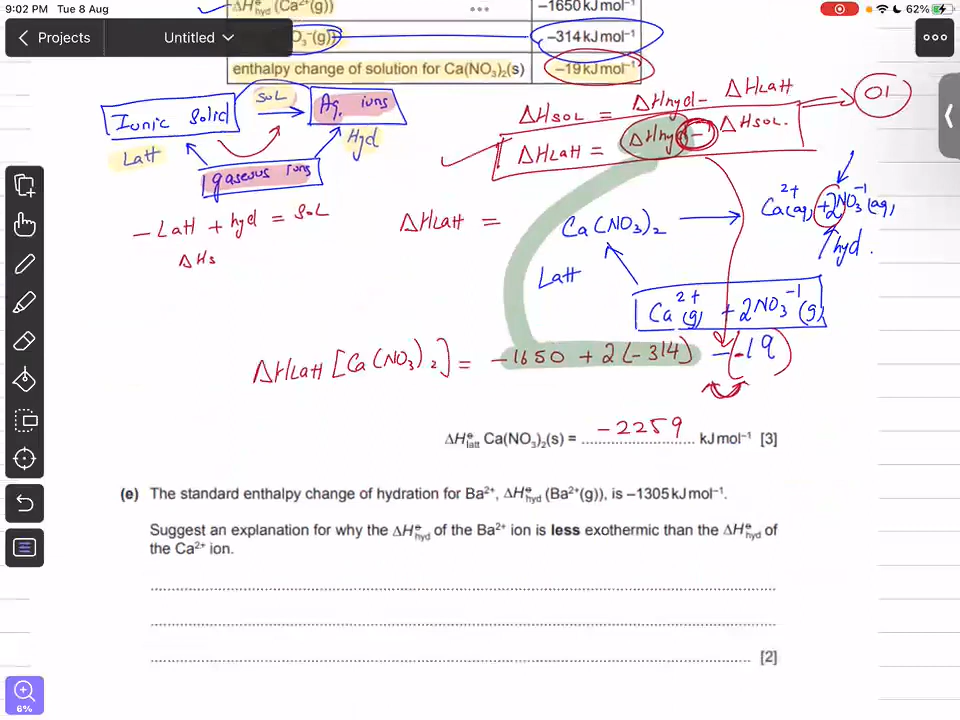 9:02 PM Tue 8 Aug
62%
Projects
Untitled
ΔH⦵hyd (Ca²⁺(g)) −1650 kJ mol⁻¹
O₃⁻(g)) −314 kJ mol⁻¹
enthalpy change of solution for Ca(NO₃)₂(s) −19 kJ mol⁻¹
Ionic Solid
SOL
Aq. ions
Latt
Hyd
gaseous ions
− Latt + hyd = SOL
ΔHs
ΔHSOL = ΔHhyd − ΔHLatt
01
ΔHLatt = ΔHhyd − ΔHSOL.
ΔHLatt =
Ca(NO₃)₂
Ca²⁺(aq) + 2NO₃⁻¹(aq)
hyd.
Latt
Ca²⁺(g) + 2NO₃⁻¹(g)
ΔHLatt [Ca(NO₃)₂] = −1650 + 2(−314) − (−19)
ΔH⦵latt Ca(NO₃)₂(s) = −2259 kJ mol⁻¹ [3]
(e) The standard enthalpy change of hydration for Ba²⁺, ΔH⦵hyd (Ba²⁺(g)), is −1305 kJ mol⁻¹.
Suggest an explanation for why the ΔH⦵hyd of the Ba²⁺ ion is less exothermic than the ΔH⦵hyd of
the Ca²⁺ ion.
[2]
6%